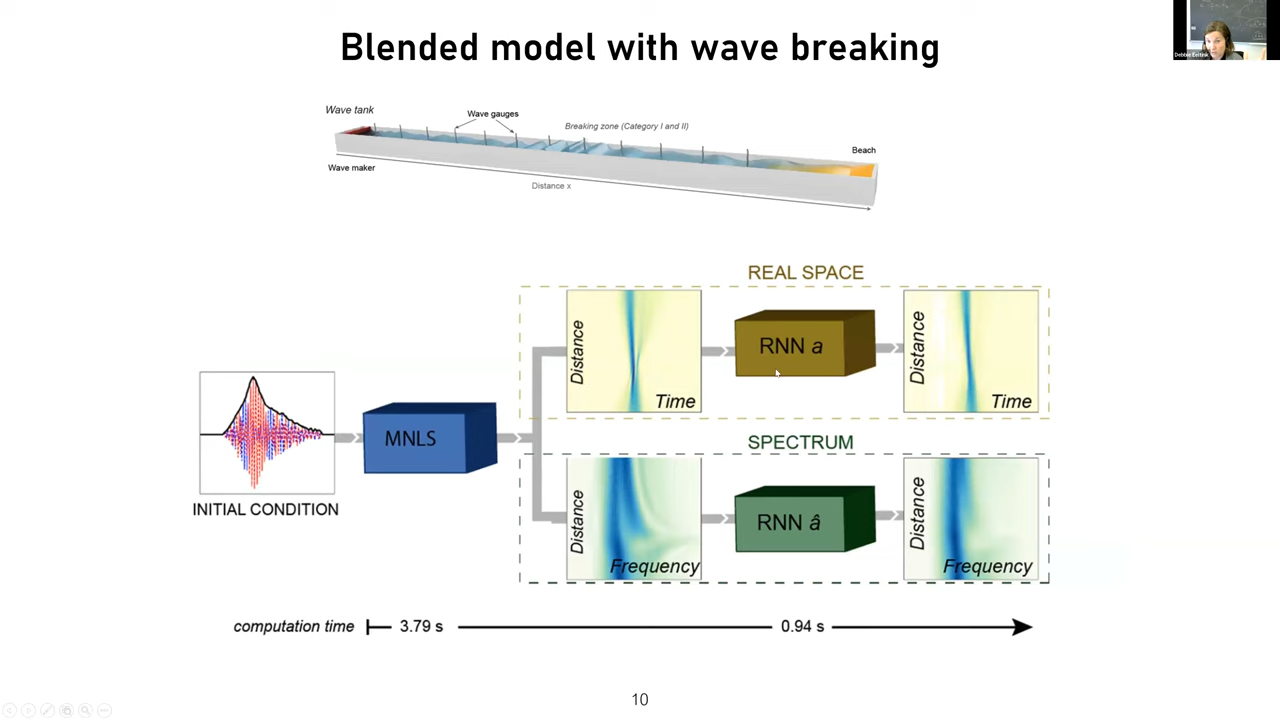 Blended model with wave breaking
Debbie Eeltink
Wave tank
Wave gauges
Breaking zone (Category I and II)
Beach
Wave maker
Distance x
REAL SPACE
Distance
Time
RNN a
Distance
Time
INITIAL CONDITION
MNLS
SPECTRUM
Distance
Frequency
RNN â
Distance
Frequency
computation time
3.79 s
0.94 s
10